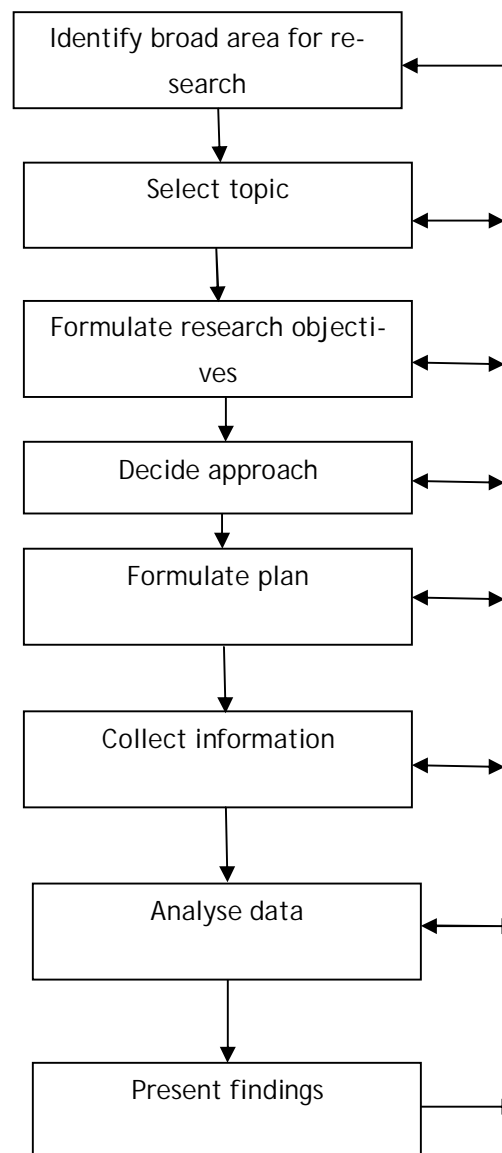 Identify broad area for re-
search
Select topic
Formulate research objecti-
ves
Decide approach
Formulate plan
Collect information
Analyse data
Present findings